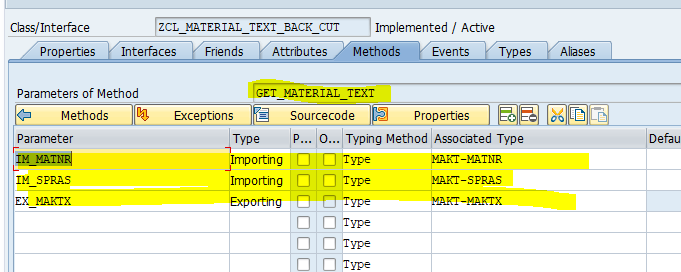 Class/Interface ZCL_MATERIAL_TEXT_BACK_CUT Implemented / Active
Properties Interfaces Friends Attributes Methods Events Types Aliases
Parameters of Method GET_MATERIAL_TEXT
Methods Exceptions Sourcecode Properties
Parameter Type P... O... Typing Method Associated Type Defau
IM_MATNR Importing Type MAKT-MATNR
IM_SPRAS Importing Type MAKT-SPRAS
EX_MAKTX Exporting Type MAKT-MAKTX
Type
Type
Type